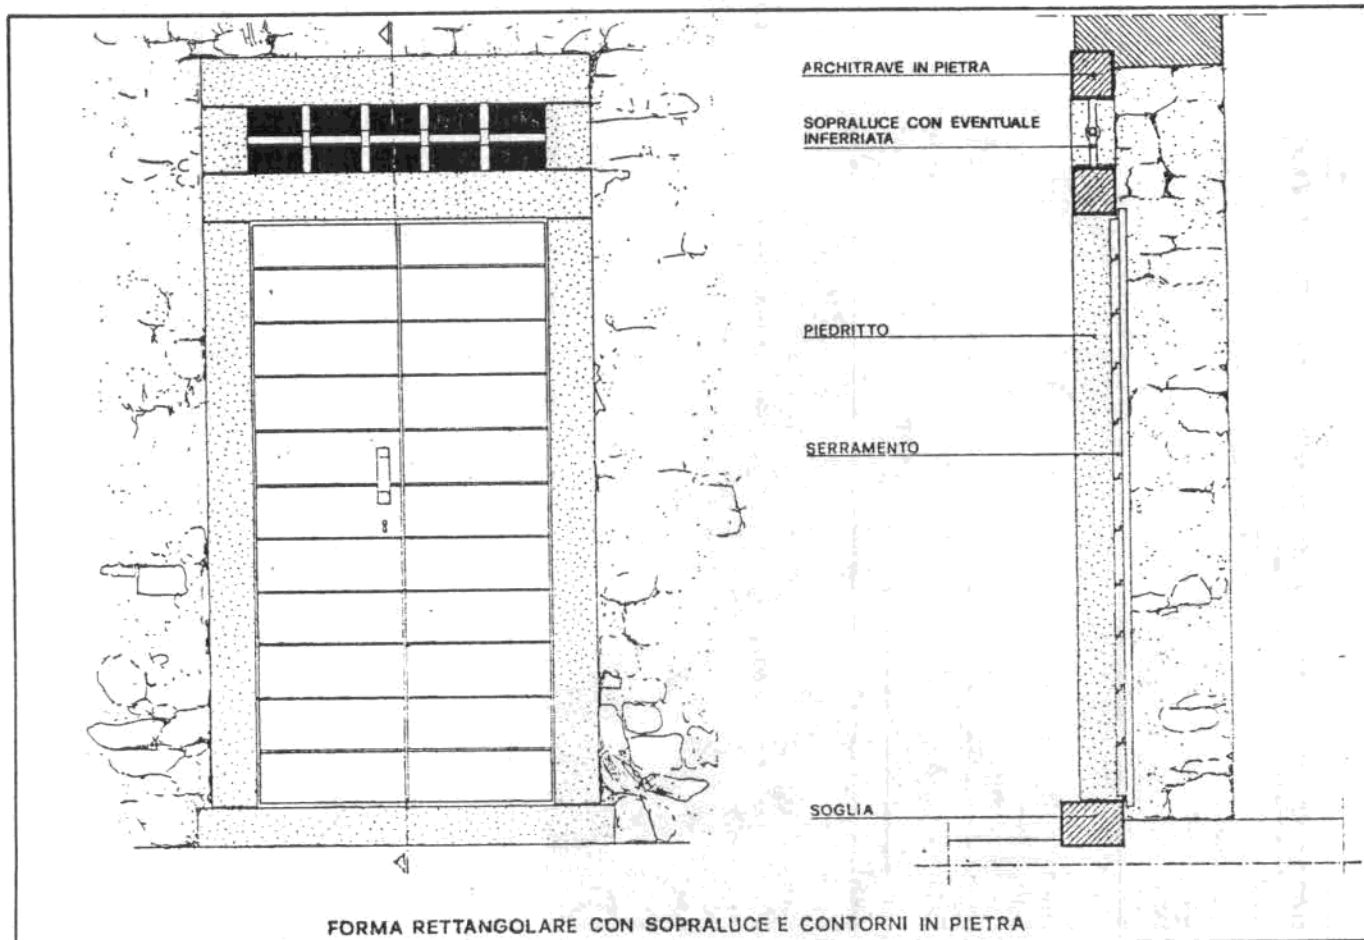 ARCHITRAVE IN PIETRA
SOPRALUCE CON EVENTUALE
INFERRIATA
PIEDRITTO
SERRAMENTO
SOGLIA
FORMA RETTANGOLARE CON SOPRALUCE E CONTORNI IN PIETRA